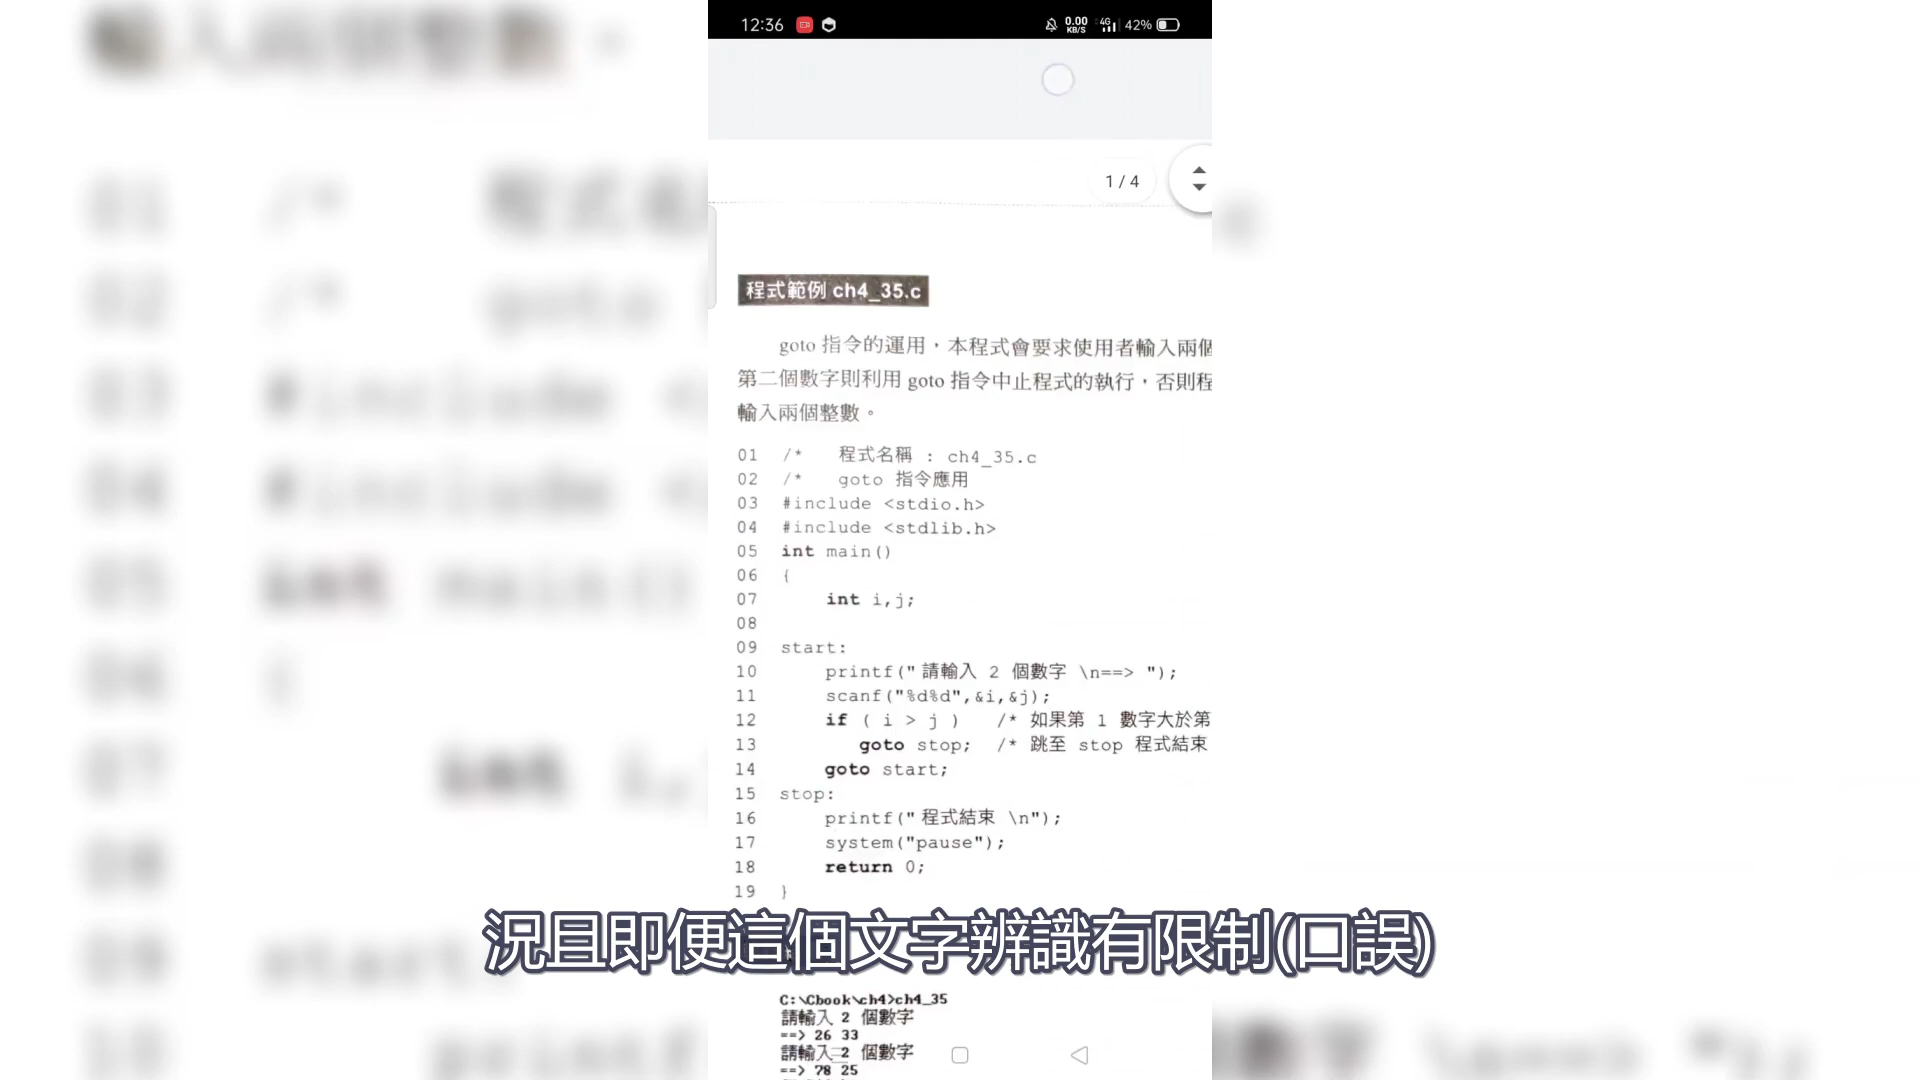 12:36
0.00 KB/S 4G 42%
1 / 4
程式範例 ch4_35.c
goto 指令的運用，本程式會要求使用者輸入兩個
第二個數字則利用 goto 指令中止程式的執行，否則程
輸入兩個整數。
01 /* 程式名稱 : ch4_35.c
02 /* goto 指令應用
03 #include <stdio.h>
04 #include <stdlib.h>
05 int main()
06 {
07 int i,j;
08
09 start:
10 printf("請輸入 2 個數字 \n==> ");
11 scanf("%d%d",&i,&j);
12 if ( i > j ) /* 如果第 1 數字大於第
13 goto stop; /* 跳至 stop 程式結束
14 goto start;
15 stop:
16 printf("程式結束 \n");
17 system("pause");
18 return 0;
19 }
況且即便這個文字辨識有限制(口誤)
C:\Cbook\ch4>ch4_35
請輸入 2 個數字
==> 26 33
請輸入 2 個數字
==> 78 25